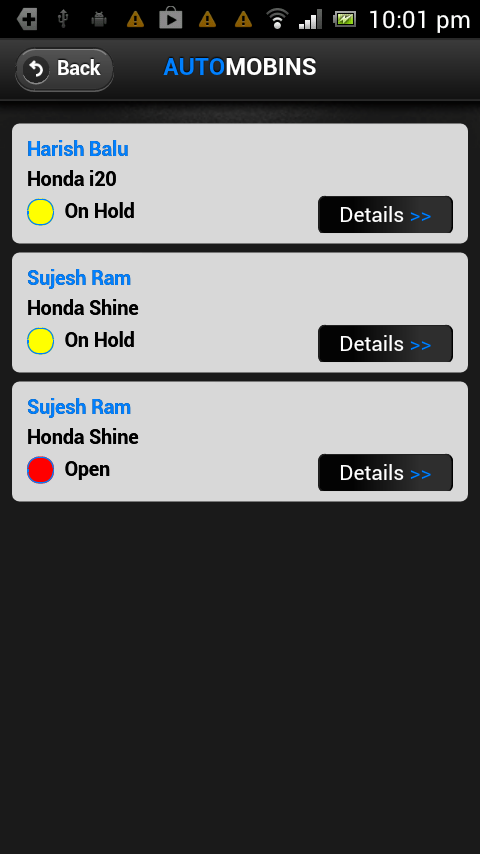 10:01 pm
Back
AUTOMOBINS
Harish Balu
Honda i20
On Hold
Details >>
Sujesh Ram
Honda Shine
On Hold
Details >>
Sujesh Ram
Honda Shine
Open
Details >>